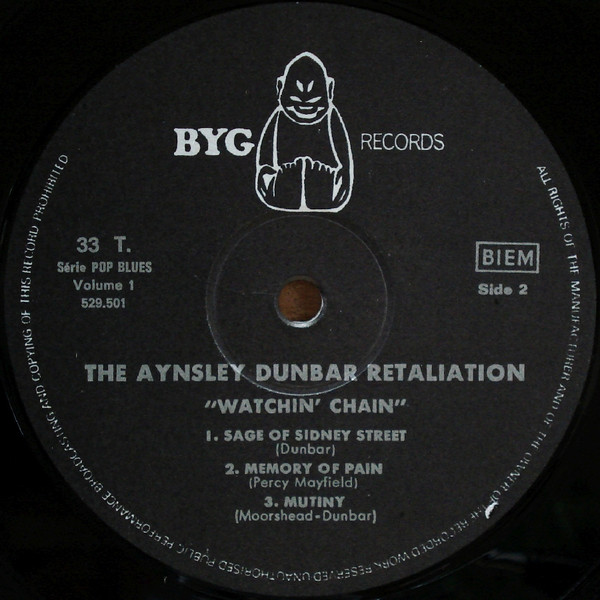 BYG RECORDS
33 T.
Série POP BLUES
Volume 1
529.501
BIEM
Side 2
THE AYNSLEY DUNBAR RETALIATION
"WATCHIN' CHAIN"
1. SAGE OF SIDNEY STREET
(Dunbar)
2. MEMORY OF PAIN
(Percy Mayfield)
3. MUTINY
(Moorshead-Dunbar)
ALL RIGHTS OF THE MANUFACTURER AND OF THE OWNER OF THE RECORDED WORK RESERVED UNAUTHORISED PUBLIC PERFORMANCE BROADCASTING AND COPYING OF THIS RECORD PROHIBITED